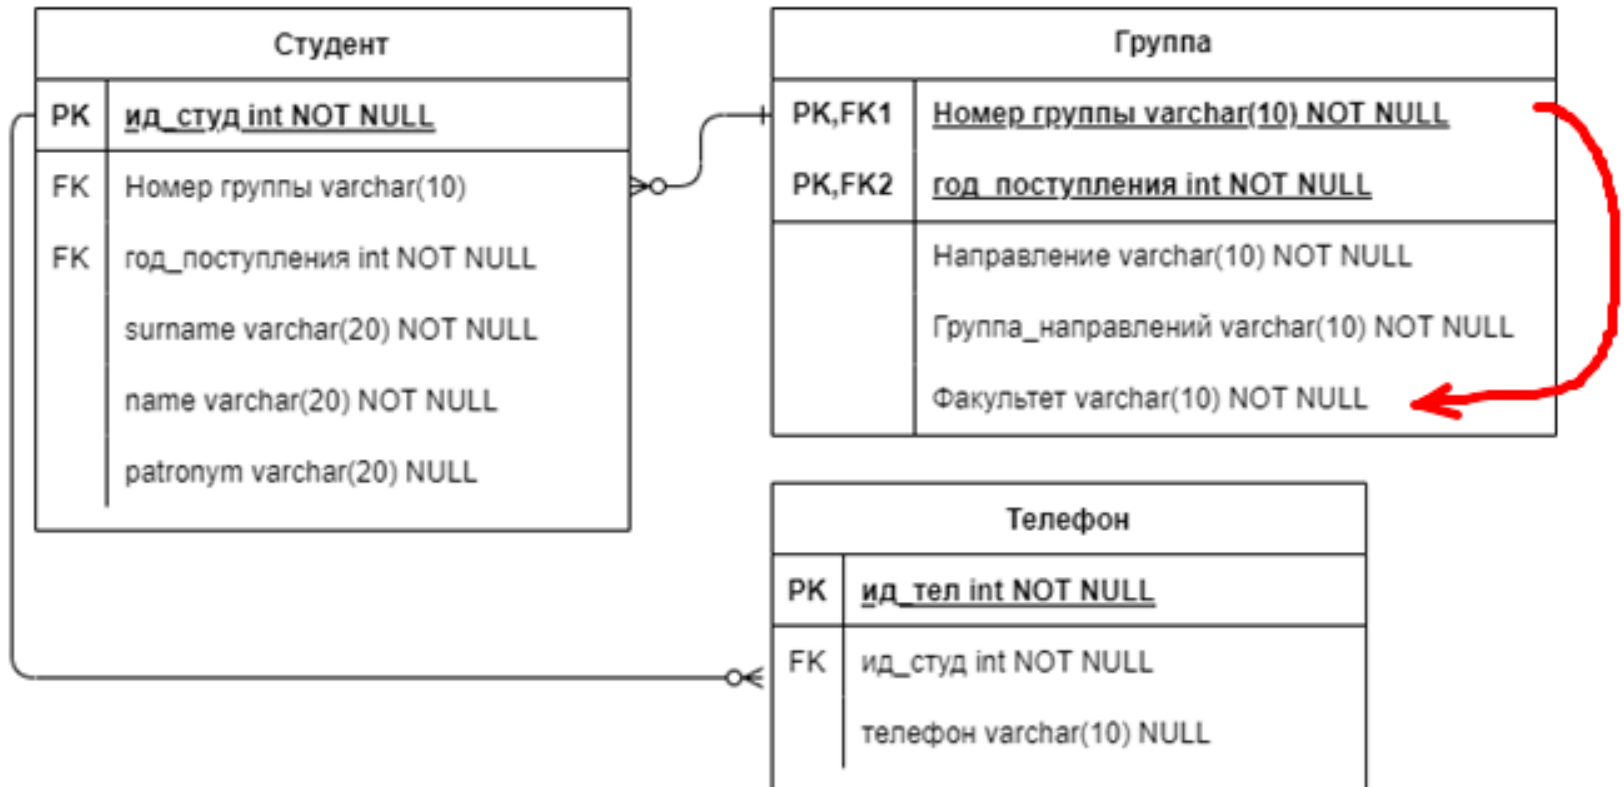 Студент
PK ид_студ int NOT NULL
FK Номер группы varchar(10)
FK год_поступления int NOT NULL
surname varchar(20) NOT NULL
name varchar(20) NOT NULL
patronym varchar(20) NULL
Группа
PK,FK1 Номер группы varchar(10) NOT NULL
PK,FK2 год_поступления int NOT NULL
Направление varchar(10) NOT NULL
Группа_направлений varchar(10) NOT NULL
Факультет varchar(10) NOT NULL
Телефон
PK ид_тел int NOT NULL
FK ид_студ int NOT NULL
телефон varchar(10) NULL